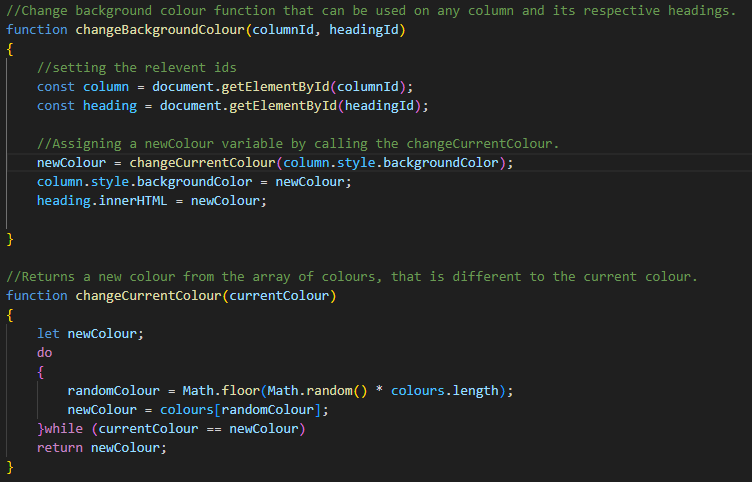 //Change background colour function that can be used on any column and its respective headings.
function changeBackgroundColour(columnId, headingId)
{
//setting the relevent ids
const column = document.getElementById(columnId);
const heading = document.getElementById(headingId);
//Assigning a newColour variable by calling the changeCurrentColour.
newColour = changeCurrentColour(column.style.backgroundColor);
column.style.backgroundColor = newColour;
heading.innerHTML = newColour;
}
//Returns a new colour from the array of colours, that is different to the current colour.
function changeCurrentColour(currentColour)
{
let newColour;
do
{
randomColour = Math.floor(Math.random() * colours.length);
newColour = colours[randomColour];
}while (currentColour == newColour)
return newColour;
}